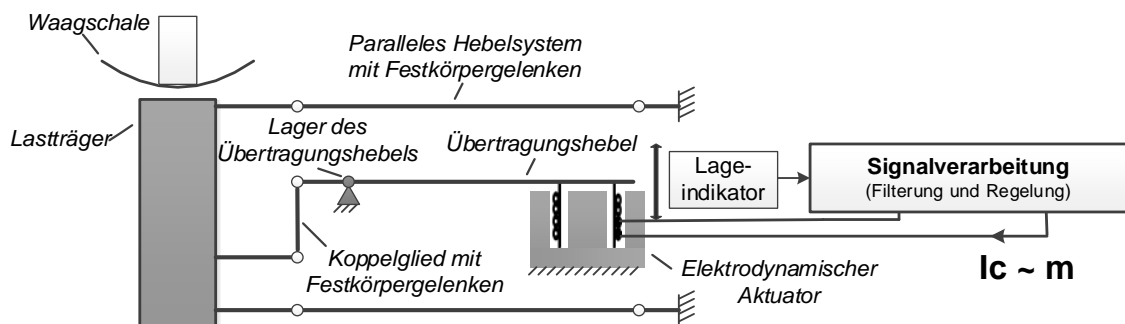 Waagschale
Paralleles Hebelsystem
mit Festkörpergelenken
Lastträger
Lager des
Übertragungshebels
Übertragungshebel
Lage-
indikator
Signalverarbeitung
(Filterung und Regelung)
Koppelglied mit
Festkörpergelenken
Elektrodynamischer
Aktuator
Ic ~ m